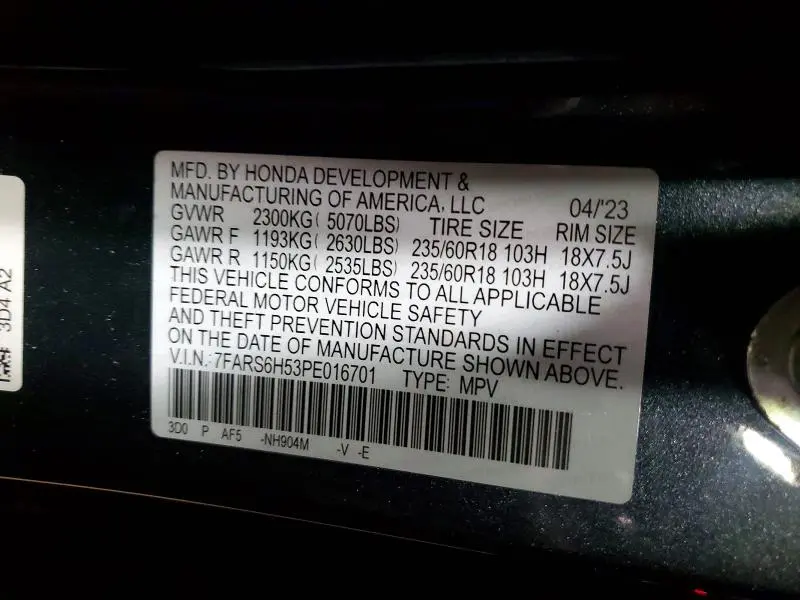 MFD. BY HONDA DEVELOPMENT &
MANUFACTURING OF AMERICA, LLC 04/'23
GVWR 2300KG( 5070LBS) TIRE SIZE RIM SIZE
GAWR F 1193KG( 2630LBS) 235/60R18 103H 18X7.5J
GAWR R 1150KG( 2535LBS) 235/60R18 103H 18X7.5J
THIS VEHICLE CONFORMS TO ALL APPLICABLE
FEDERAL MOTOR VEHICLE SAFETY
AND THEFT PREVENTION STANDARDS IN EFFECT
ON THE DATE OF MANUFACTURE SHOWN ABOVE.
V.I.N.: 7FARS6H53PE016701 TYPE: MPV
3D0 P AF5 -NH904M -V -E
3D4 A2